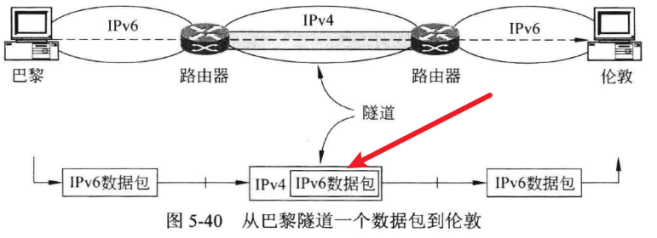 IPv6 IPv4 IPv6
巴黎 路由器 路由器 伦敦
隧道
IPv6数据包 IPv4 IPv6数据包 IPv6数据包
图 5-40 从巴黎隧道一个数据包到伦敦